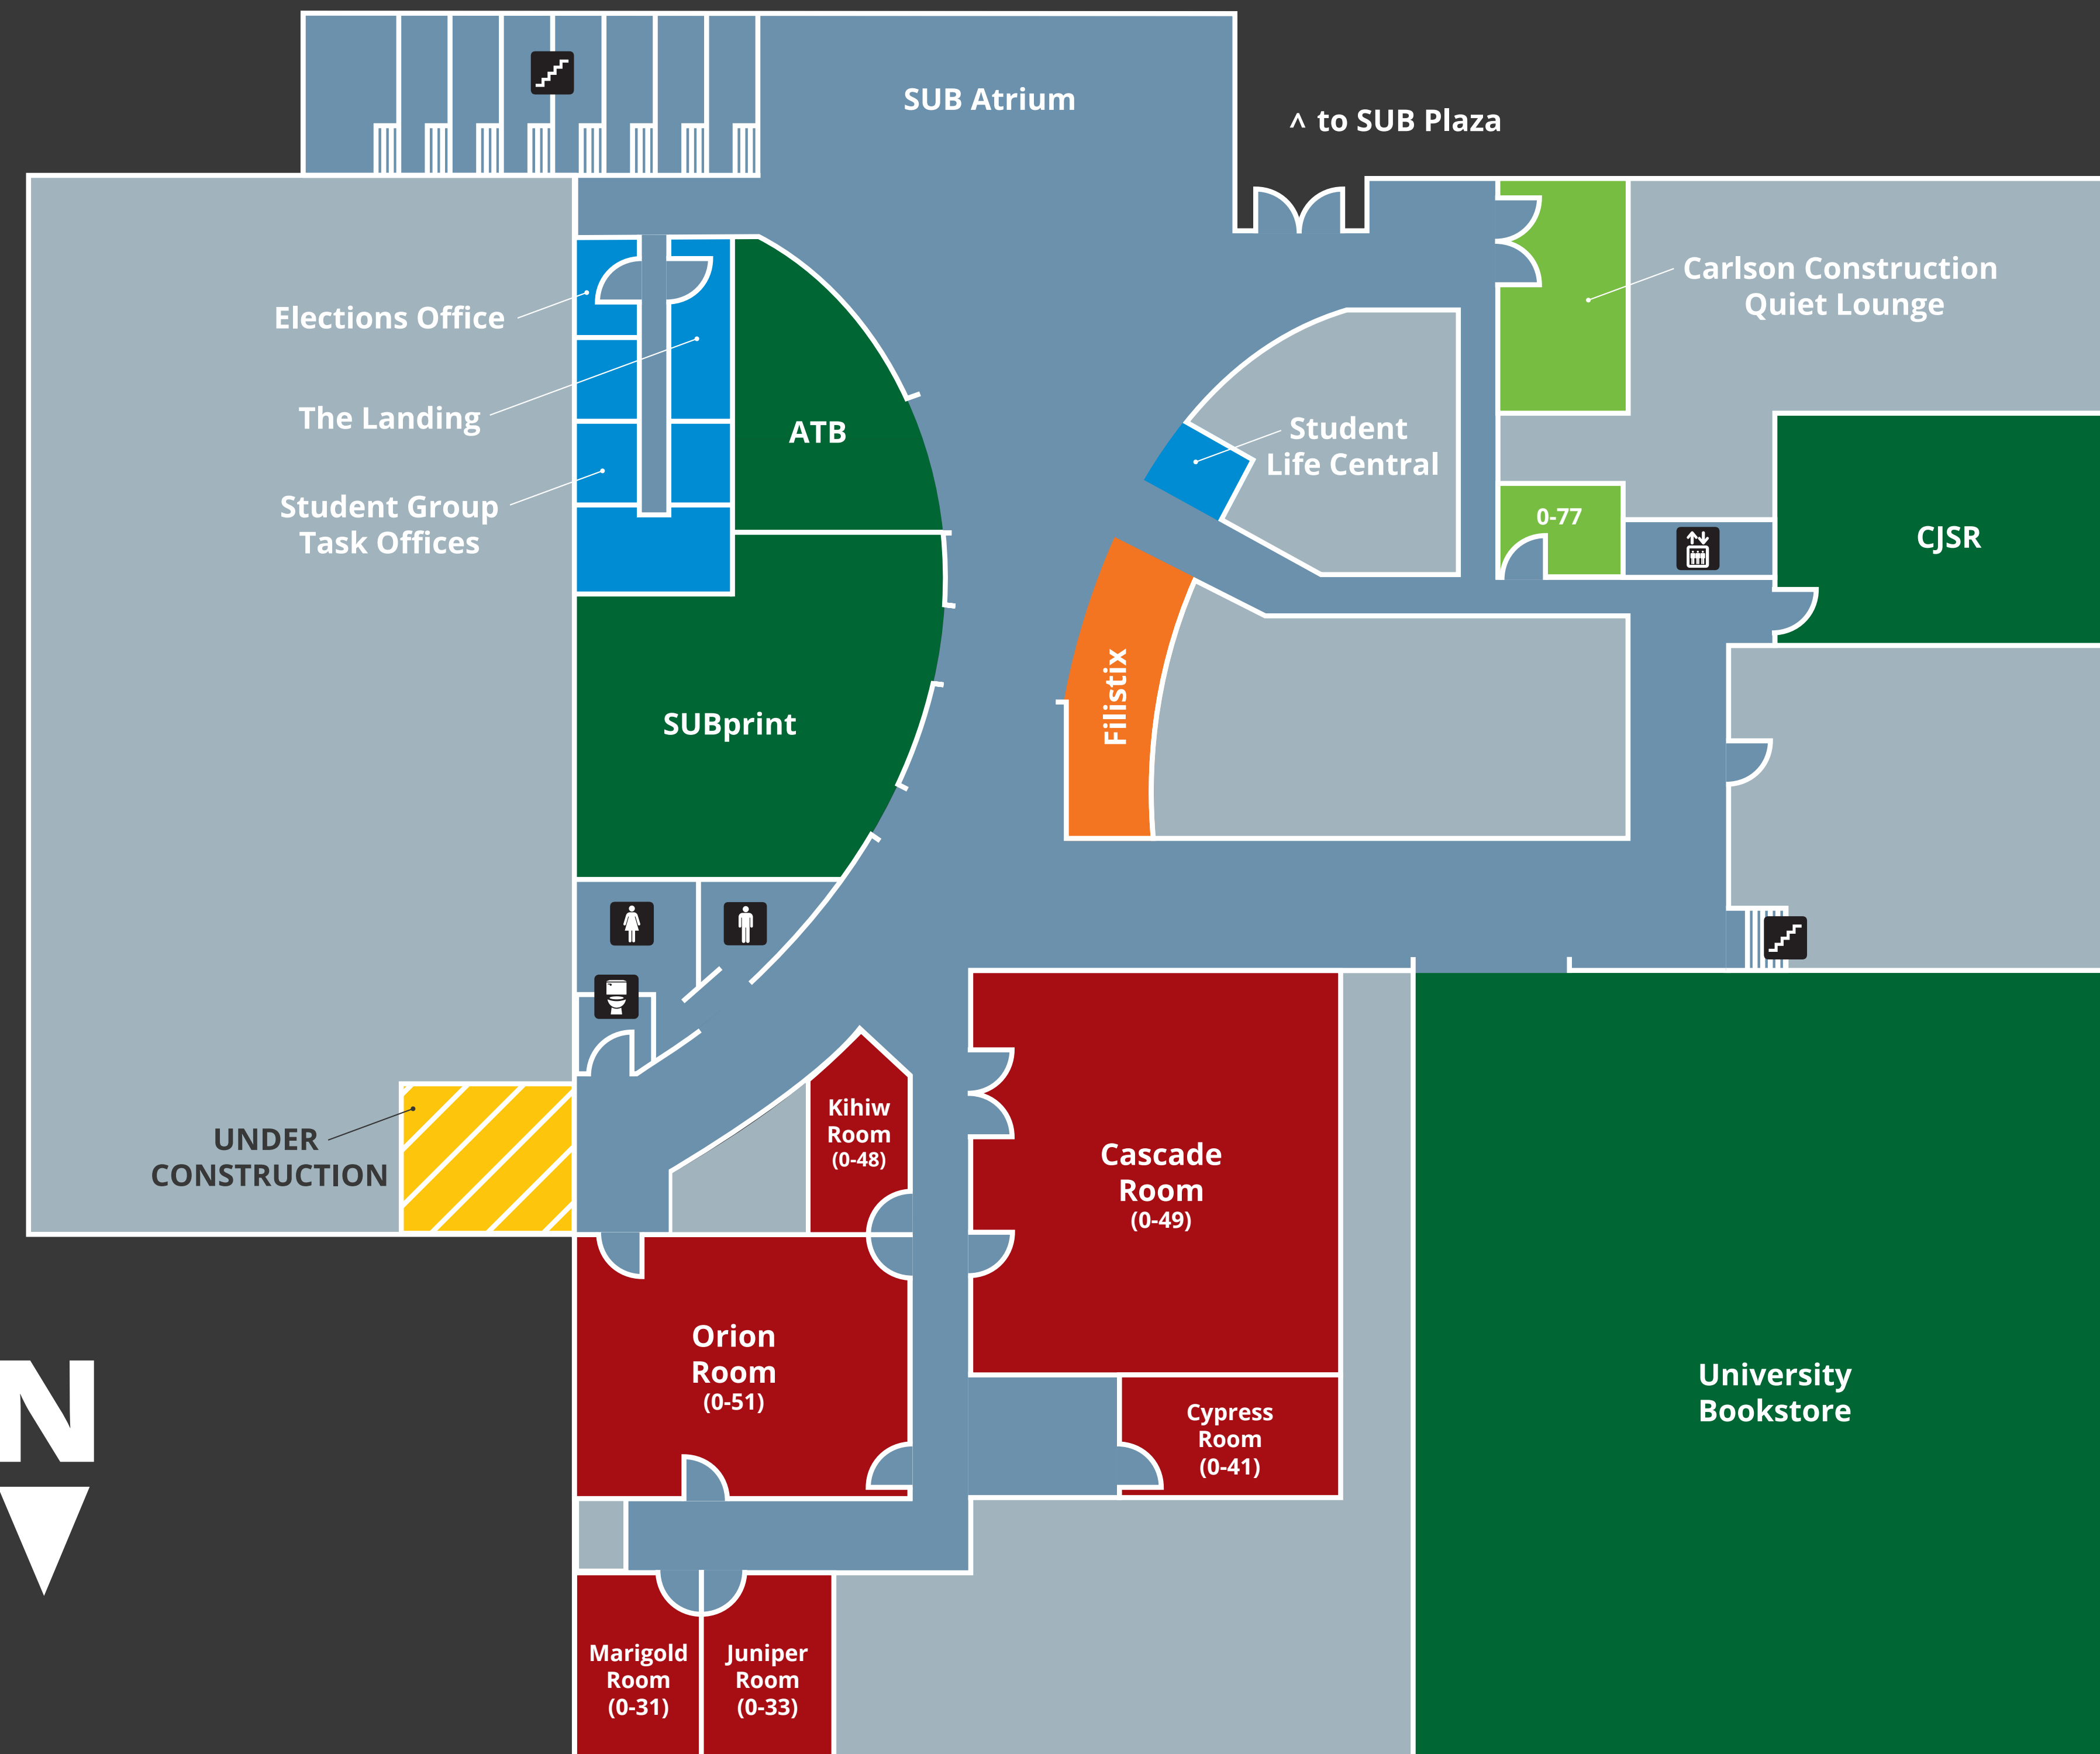 SUB Atrium
^ to SUB Plaza
Carlson Construction
Quiet Lounge
Elections Office
The Landing
Student Group
Task Offices
ATB
Student
Life Central
0-77
CJSR
Filistix
SUBprint
UNDER
CONSTRUCTION
Kihiw
Room
(0-48)
Cascade
Room
(0-49)
Orion
Room
(0-51)
Cypress
Room
(0-41)
University
Bookstore
N
Marigold
Room
(0-31)
Juniper
Room
(0-33)